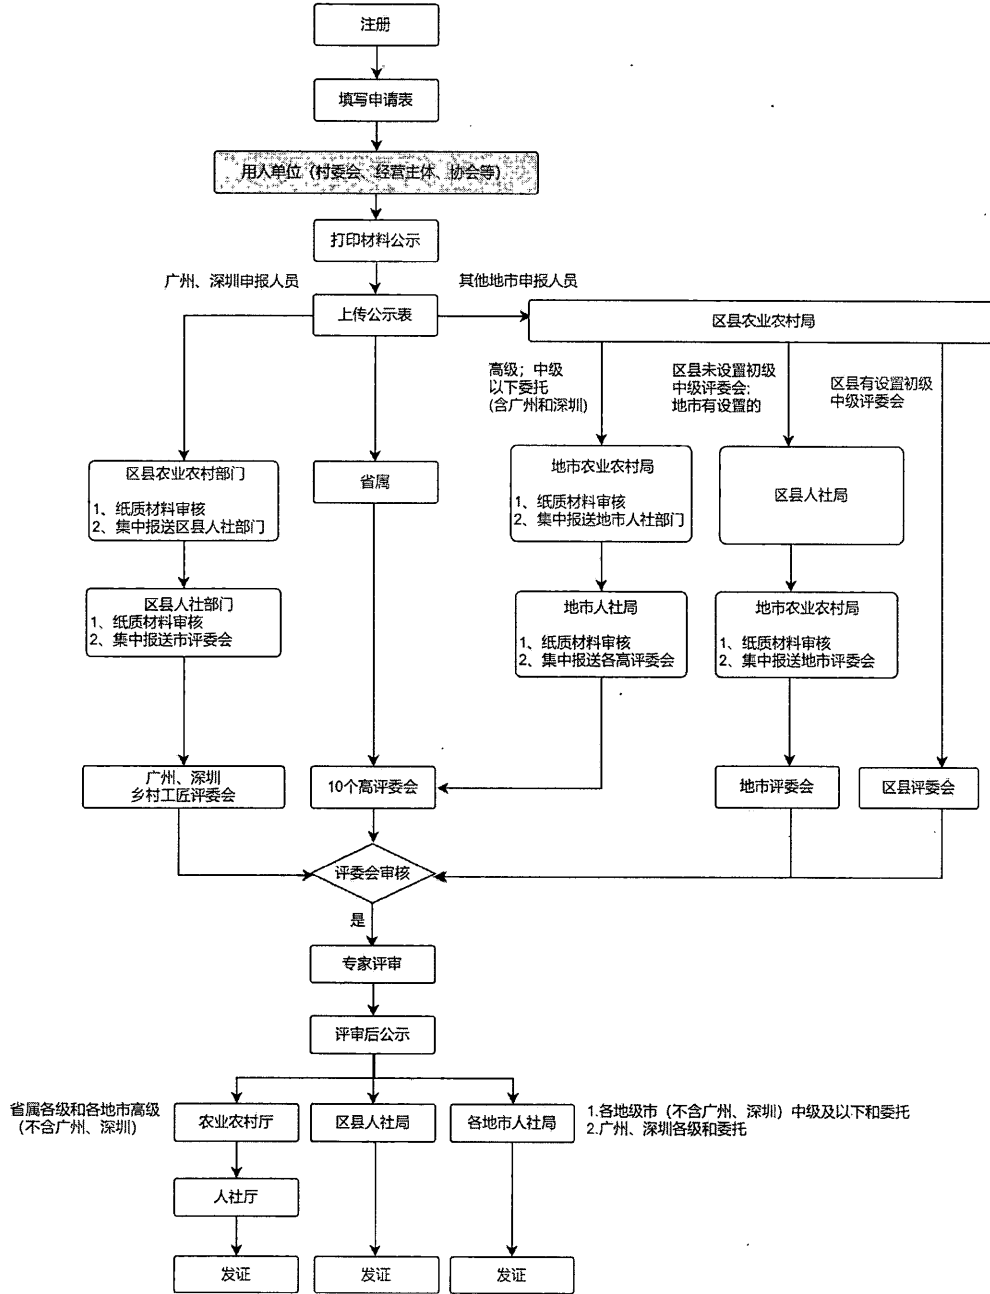 注册
填写申请表
用人单位（村委会、经营主体、协会等）
打印材料公示
广州、深圳申报人员
其他地市申报人员
上传公示表
区县农业农村局
高级；中级
以下委托
(含广州和深圳)
区县未设置初级
中级评委会;
地市有设置的
区县有设置初级
中级评委会
区县农业农村部门
1、纸质材料审核
2、集中报送区县人社部门
省属
地市农业农村局
1、纸质材料审核
2、集中报送地市人社部门
区县人社局
区县人社部门
1、纸质材料审核
2、集中报送市评委会
地市人社局
1、纸质材料审核
2、集中报送各高评委会
地市农业农村局
1、纸质材料审核
2、集中报送地市评委会
广州、深圳
乡村工匠评委会
10个高评委会
地市评委会
区县评委会
评委会审核
是
专家评审
评审后公示
省属各级和各地市高级
（不含广州、深圳）
农业农村厅
区县人社局
各地市人社局
1.各地级市（不含广州、深圳）中级及以下和委托
2.广州、深圳各级和委托
人社厅
发证
发证
发证